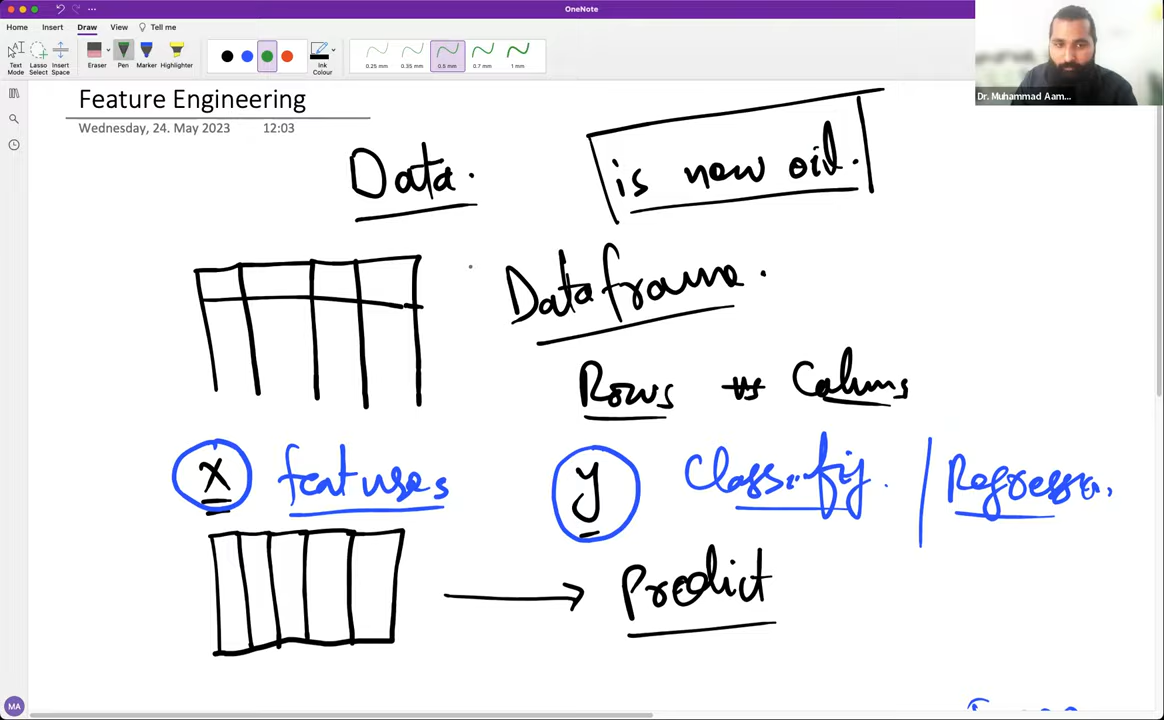 OneNote
Home Insert Draw View Tell me
Text Mode Lasso Select Insert Space Eraser Pen Marker Highlighter Ink Colour 0.25 mm 0.35 mm 0.5 mm 0.7 mm 1 mm
Dr. Muhammad Aam...
Feature Engineering
Wednesday, 24. May 2023 12:03
Data. is new oil.
Dataframe.
Rows vs Columns
X features y Classify. / Regression,
Predict
MA